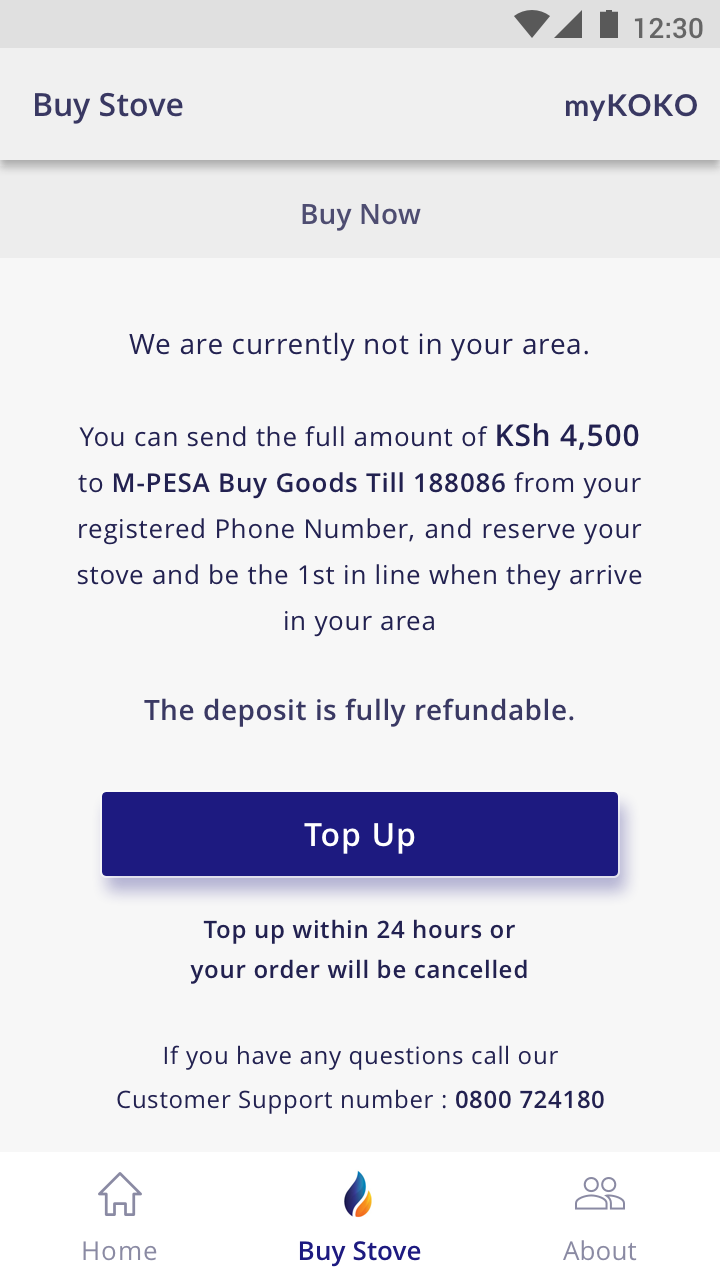 12:30
Buy Stove
myKOKO
Buy Now
We are currently not in your area.
You can send the full amount of KSh 4,500
to M-PESA Buy Goods Till 188086 from your
registered Phone Number, and reserve your
stove and be the 1st in line when they arrive
in your area
The deposit is fully refundable.
Top Up
Top up within 24 hours or
your order will be cancelled
If you have any questions call our
Customer Support number : 0800 724180
Home
Buy Stove
About